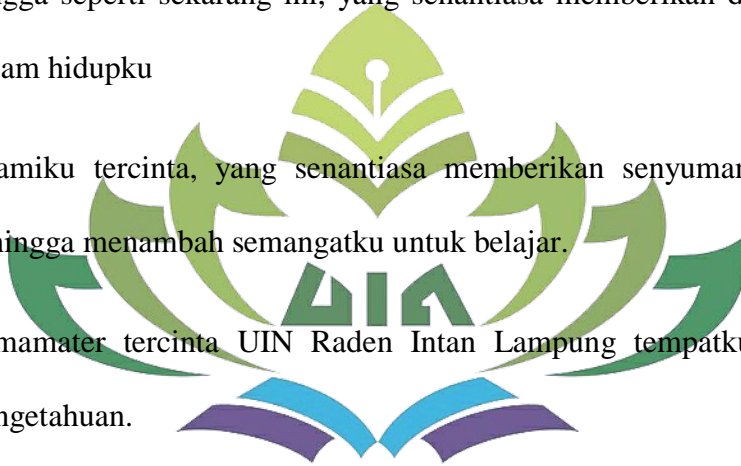 gga seperti sekarang ini, yang senantiasa memberikan d
am hidupku
amiku tercinta, yang senantiasa memberikan senyuman
hingga menambah semangatku untuk belajar.
UIN
mamater tercinta UIN Raden Intan Lampung tempatku
ngetahuan.